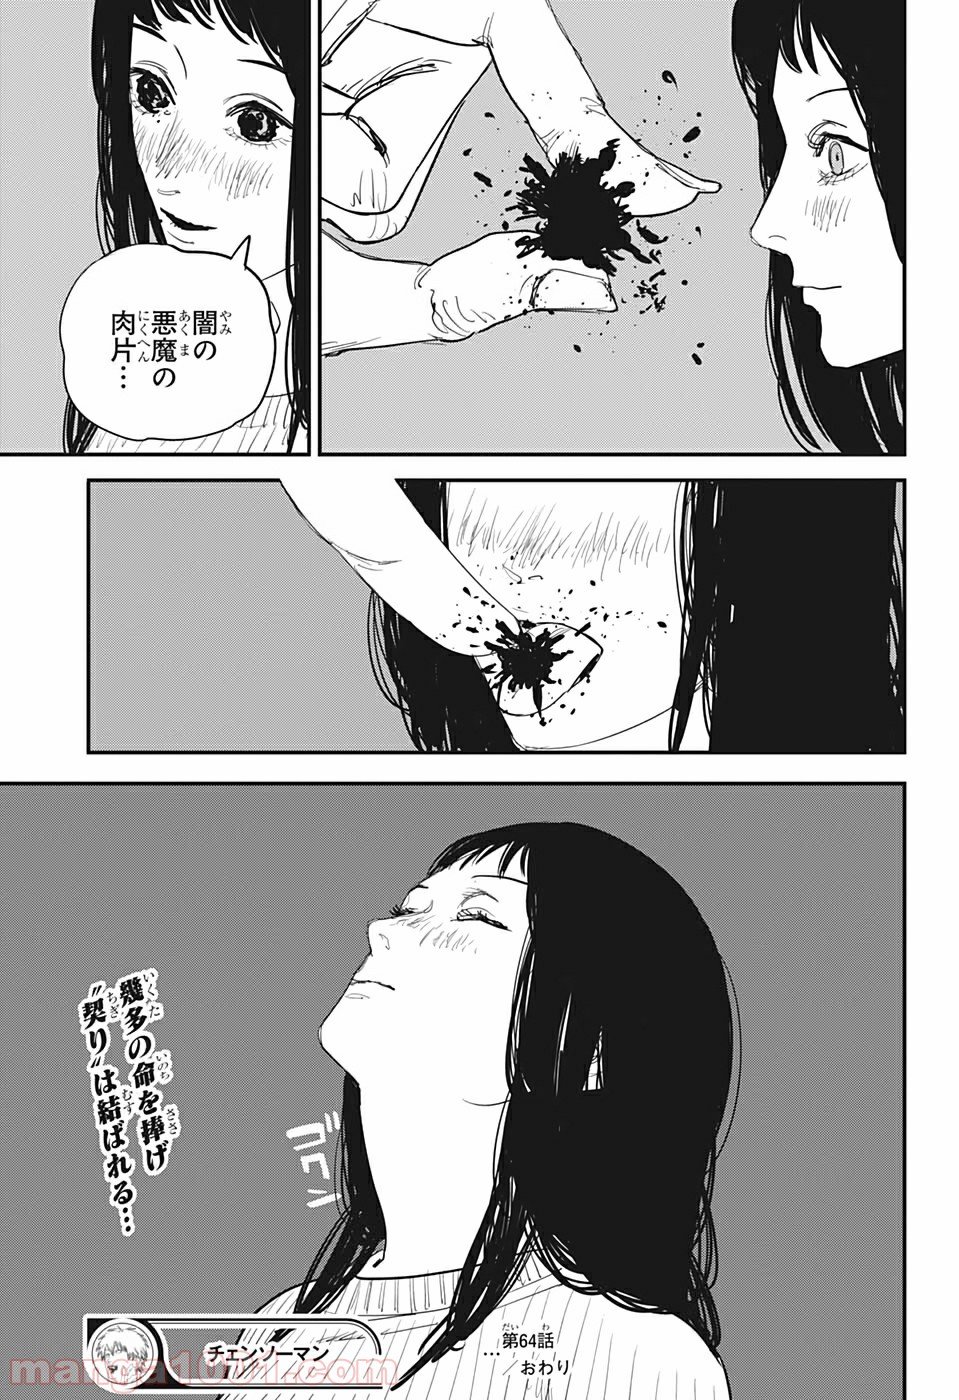 闇の
悪魔の
肉片…
幾多の命を捧げ
“契り”は結ばれる…
ゴクン
第64話
…おわり
チェンソーマン